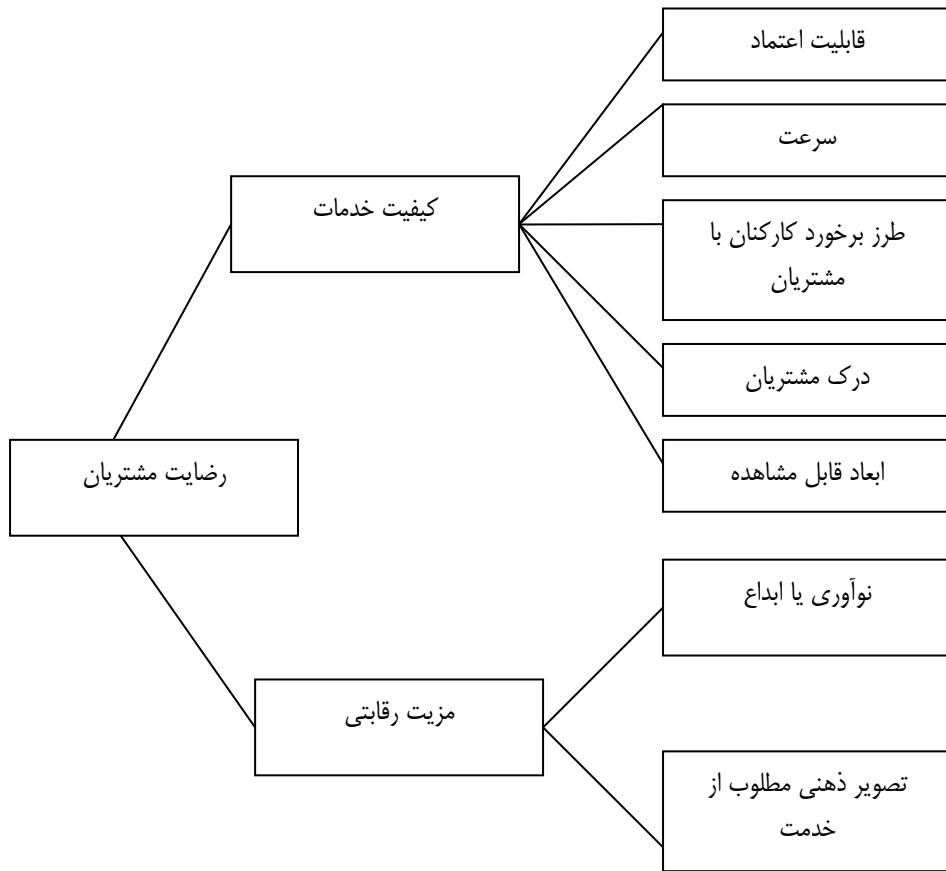 قابلیت اعتماد
سرعت
کیفیت خدمات
طرز برخورد کارکنان با
مشتریان
درک مشتریان
رضایت مشتریان
ابعاد قابل مشاهده
نوآوری یا ابداع
مزیت رقابتی
تصویر ذهنی مطلوب از
خدمت